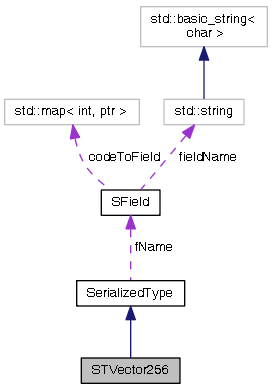 std::basic_string<
char >
std::map< int, ptr >
std::string
codeToField
fieldName
SField
fName
SerializedType
STVector256